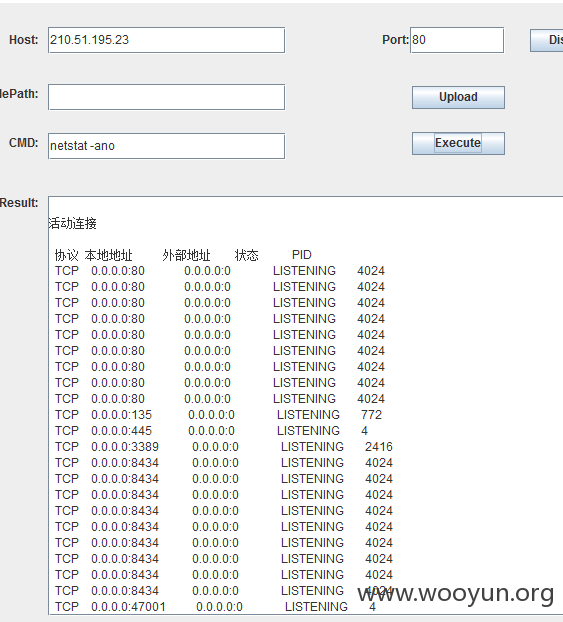 Host: 210.51.195.23 Port: 80 Dis
lePath: Upload
CMD: netstat -ano Execute
Result:
活动连接
协议 本地地址 外部地址 状态 PID
TCP 0.0.0.0:80 0.0.0.0:0 LISTENING 4024
TCP 0.0.0.0:80 0.0.0.0:0 LISTENING 4024
TCP 0.0.0.0:80 0.0.0.0:0 LISTENING 4024
TCP 0.0.0.0:80 0.0.0.0:0 LISTENING 4024
TCP 0.0.0.0:80 0.0.0.0:0 LISTENING 4024
TCP 0.0.0.0:80 0.0.0.0:0 LISTENING 4024
TCP 0.0.0.0:80 0.0.0.0:0 LISTENING 4024
TCP 0.0.0.0:80 0.0.0.0:0 LISTENING 4024
TCP 0.0.0.0:80 0.0.0.0:0 LISTENING 4024
TCP 0.0.0.0:135 0.0.0.0:0 LISTENING 772
TCP 0.0.0.0:445 0.0.0.0:0 LISTENING 4
TCP 0.0.0.0:3389 0.0.0.0:0 LISTENING 2416
TCP 0.0.0.0:8434 0.0.0.0:0 LISTENING 4024
TCP 0.0.0.0:8434 0.0.0.0:0 LISTENING 4024
TCP 0.0.0.0:8434 0.0.0.0:0 LISTENING 4024
TCP 0.0.0.0:8434 0.0.0.0:0 LISTENING 4024
TCP 0.0.0.0:8434 0.0.0.0:0 LISTENING 4024
TCP 0.0.0.0:8434 0.0.0.0:0 LISTENING 4024
TCP 0.0.0.0:8434 0.0.0.0:0 LISTENING 4024
TCP 0.0.0.0:8434 0.0.0.0:0 LISTENING 4024
TCP 0.0.0.0:8434 0.0.0.0:0 LISTENING 4024
TCP 0.0.0.0:47001 0.0.0.0:0 LISTENING 4
www.wooyun.org